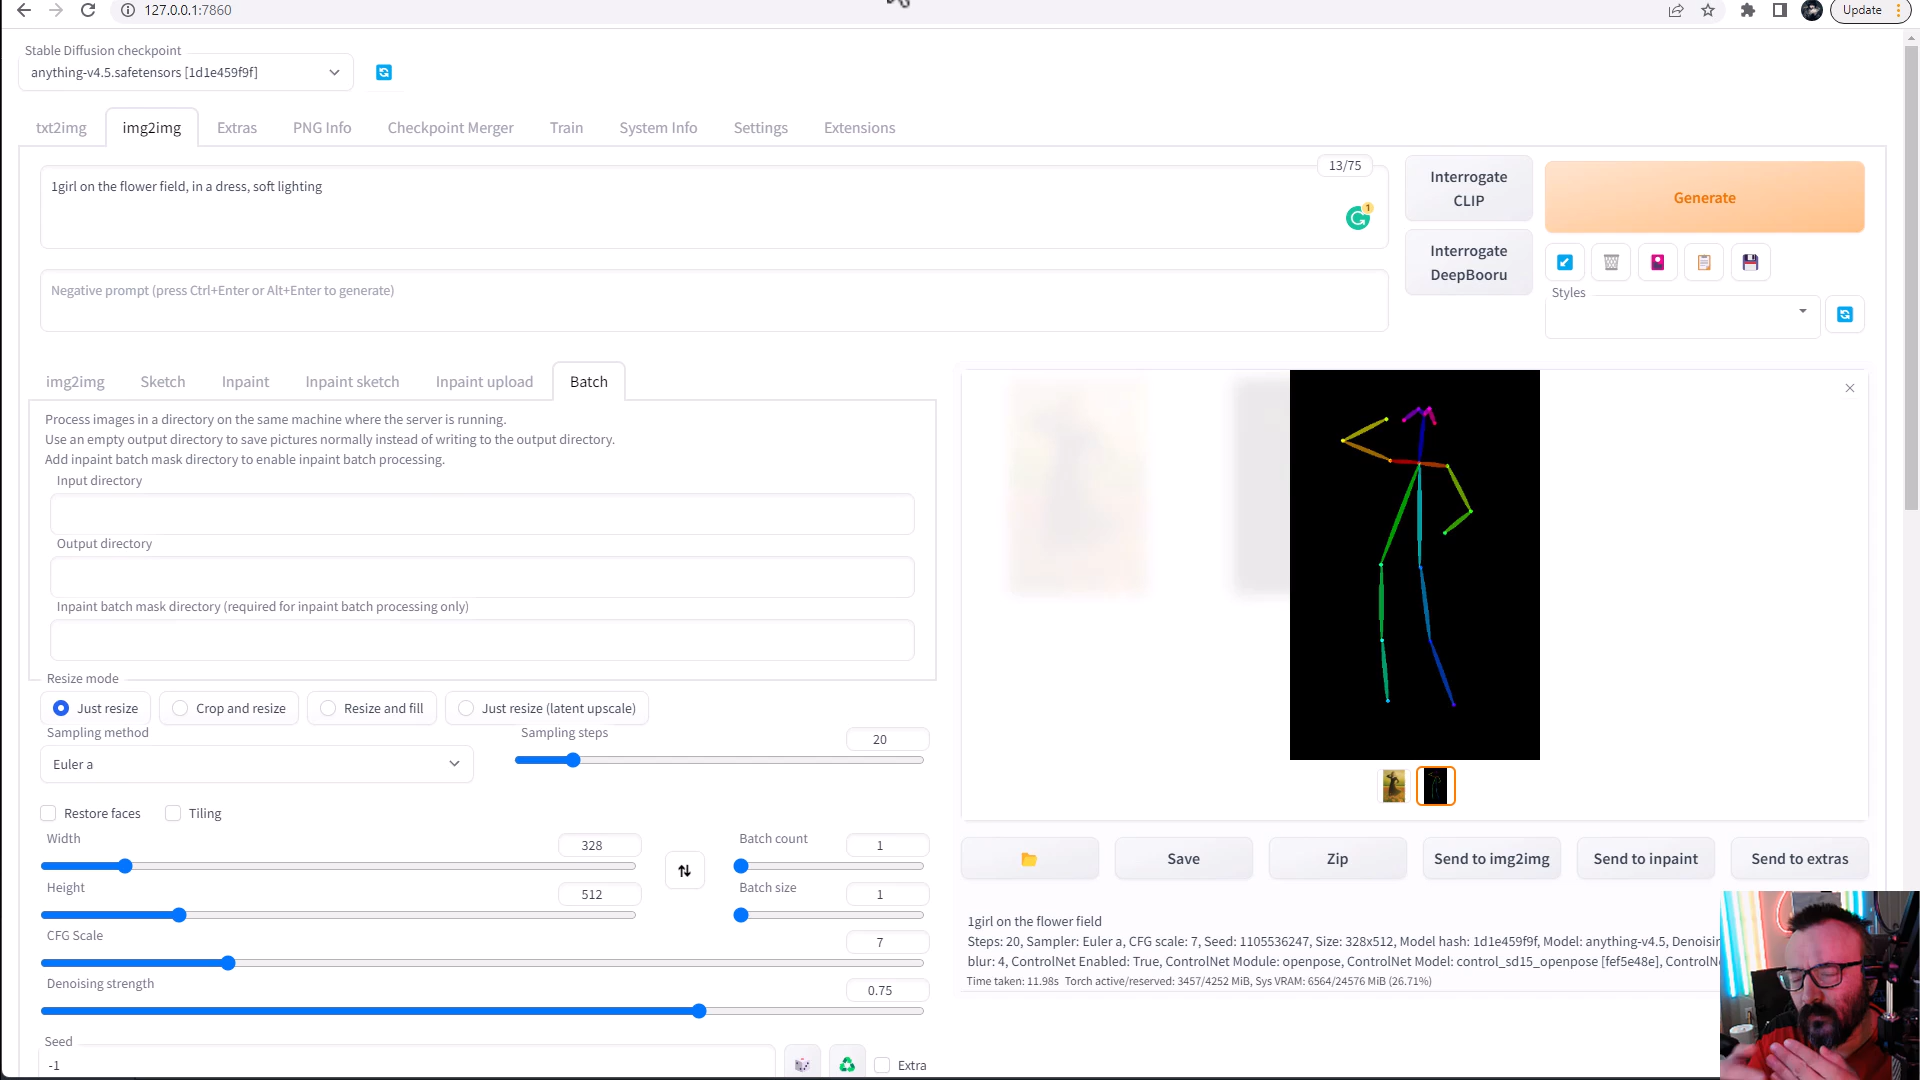 127.0.0.1:7860
Update
Stable Diffusion checkpoint
anything-v4.5.safetensors [1d1e459f9f]
txt2img
img2img
Extras
PNG Info
Checkpoint Merger
Train
System Info
Settings
Extensions
13/75
1girl on the flower field, in a dress, soft lighting
1
Interrogate
CLIP
Generate
Interrogate
DeepBooru
Negative prompt (press Ctrl+Enter or Alt+Enter to generate)
Styles
img2img
Sketch
Inpaint
Inpaint sketch
Inpaint upload
Batch
Process images in a directory on the same machine where the server is running.
Use an empty output directory to save pictures normally instead of writing to the output directory.
Add inpaint batch mask directory to enable inpaint batch processing.
Input directory
Output directory
Inpaint batch mask directory (required for inpaint batch processing only)
Resize mode
Just resize
Crop and resize
Resize and fill
Just resize (latent upscale)
Sampling method
Euler a
Sampling steps
20
Restore faces
Tiling
Width
328
Height
512
Batch count
1
Batch size
1
CFG Scale
7
Denoising strength
0.75
Seed
-1
Extra
Save
Zip
Send to img2img
Send to inpaint
Send to extras
1girl on the flower field
Steps: 20, Sampler: Euler a, CFG scale: 7, Seed: 1105536247, Size: 328x512, Model hash: 1d1e459f9f, Model: anything-v4.5, Denoisin
blur: 4, ControlNet Enabled: True, ControlNet Module: openpose, ControlNet Model: control_sd15_openpose [fef5e48e], ControlN
Time taken: 11.98s Torch active/reserved: 3457/4252 MiB, Sys VRAM: 6564/24576 MiB (26.71%)